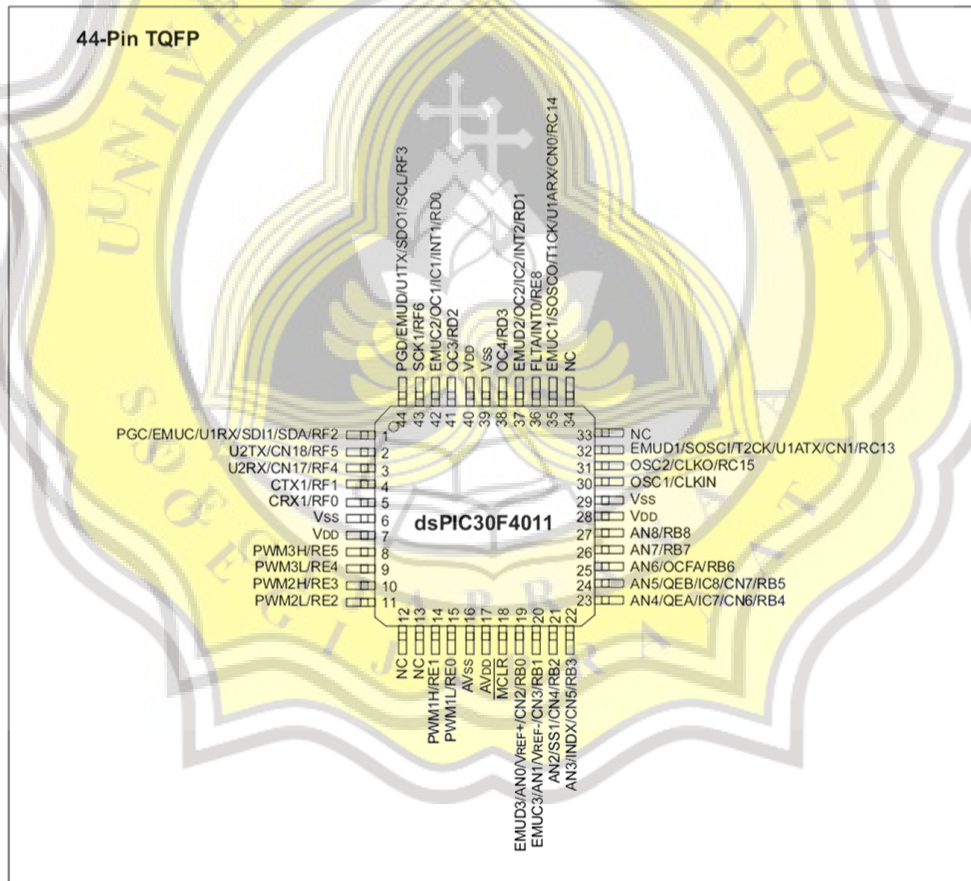 44-Pin TQFP
UNIVERSITAS KATOLIK
SOEGIJAPRANATA
PGD/EMUD/U1TX/SDO1/SCL/RF3
SCK1/RF6
EMUC2/OC1/IC1/INT1/RD0
OC3/RD2
VDD
VSS
OC4/RD3
EMUD2/OC2/IC2/INT2/RD1
FLTA/INT0/RE8
EMUC1/SOSCO/T1CK/U1ARX/CN0/RC14
NC
44 43 42 41 40 39 38 37 36 35 34
PGC/EMUC/U1RX/SDI1/SDA/RF2 1
U2TX/CN18/RF5 2
U2RX/CN17/RF4 3
CTX1/RF1 4
CRX1/RF0 5
VSS 6
VDD 7
PWM3H/RE5 8
PWM3L/RE4 9
PWM2H/RE3 10
PWM2L/RE2 11
dsPIC30F4011
33 NC
32 EMUD1/SOSCI/T2CK/U1ATX/CN1/RC13
31 OSC2/CLKO/RC15
30 OSC1/CLKIN
29 VSS
28 VDD
27 AN8/RB8
26 AN7/RB7
25 AN6/OCFA/RB6
24 AN5/QEB/IC8/CN7/RB5
23 AN4/QEA/IC7/CN6/RB4
12 13 14 15 16 17 18 19 20 21 22
NC
NC
PWM1H/RE1
PWM1L/RE0
AVSS
AVDD
MCLR
EMUD3/AN0/VREF+/CN2/RB0
EMUC3/AN1/VREF-/CN3/RB1
AN2/SS1/CN4/RB2
AN3/INDX/CN5/RB3